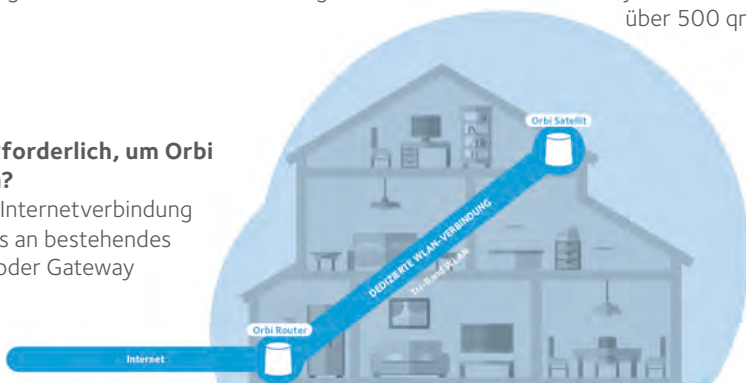 über 500 qm
forderlich, um Orbi
?
Internetverbindung
s an bestehendes
oder Gateway
Orbi Satellit
DEDIZIERTE WLAN-VERBINDUNG
Tri-Band WLAN
Orbi Router
Internet